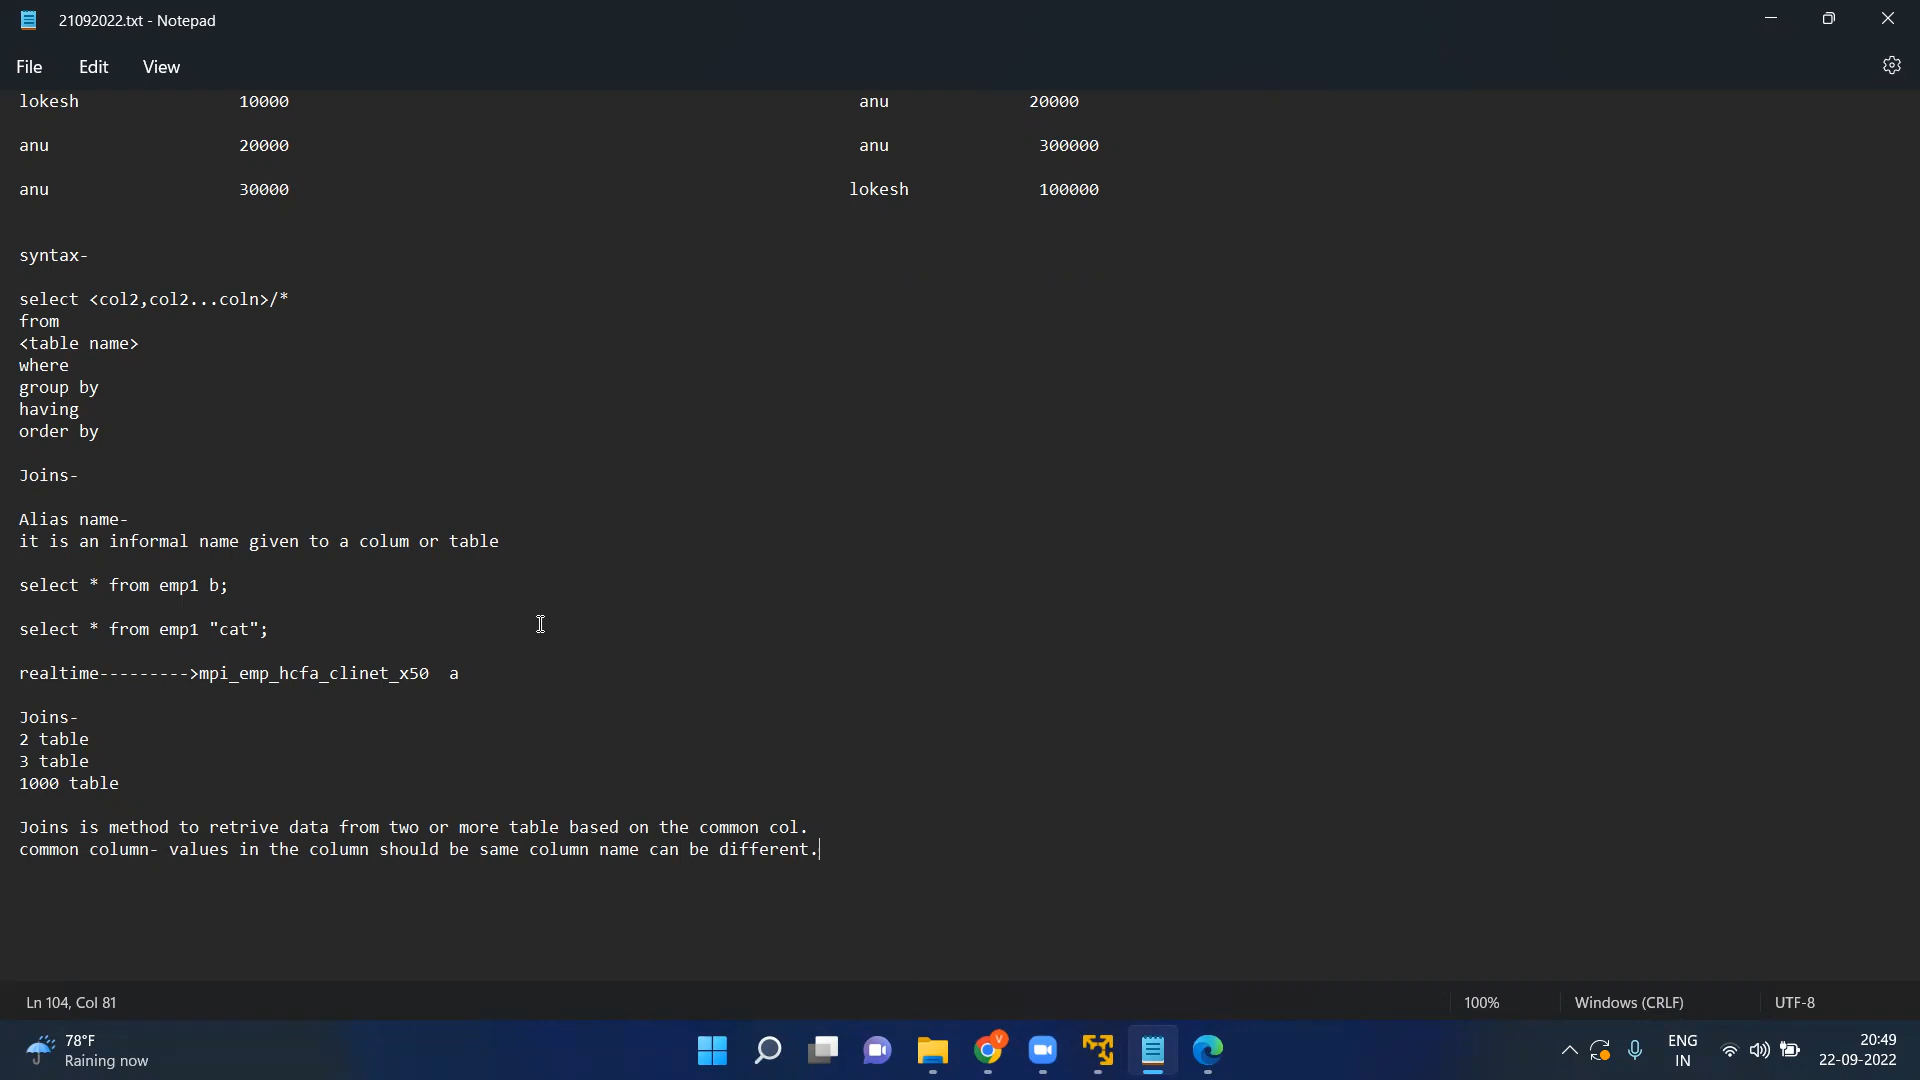 21092022.txt - Notepad
File Edit View
lokesh 10000 anu 20000
anu 20000 anu 300000
anu 30000 lokesh 100000
syntax-
select <col2,col2...coln>/*
from
<table name>
where
group by
having
order by
Joins-
Alias name-
it is an informal name given to a colum or table
select * from emp1 b;
select * from emp1 "cat";
realtime--------->mpi_emp_hcfa_clinet_x50 a
Joins-
2 table
3 table
1000 table
Joins is method to retrive data from two or more table based on the common col.
common column- values in the column should be same column name can be different.
Ln 104, Col 81 100% Windows (CRLF) UTF-8
78°F
Raining now
V
ENG
IN
20:49
22-09-2022